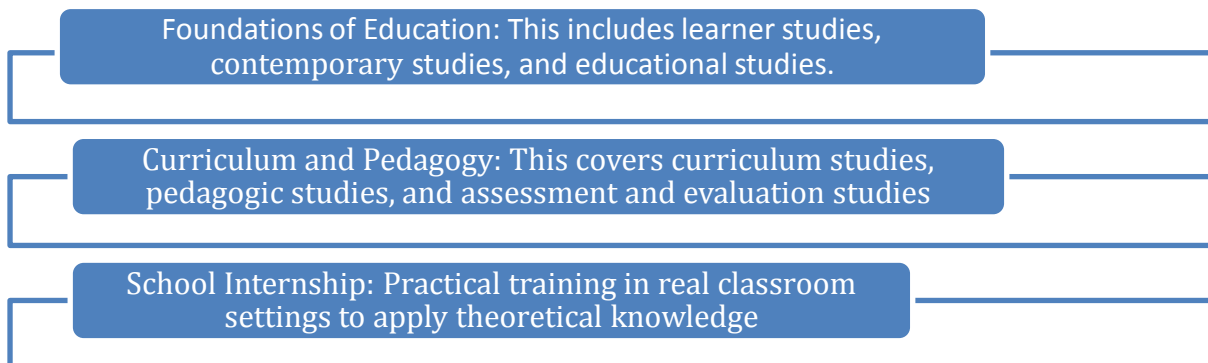 Foundations of Education: This includes learner studies,
contemporary studies, and educational studies.
Curriculum and Pedagogy: This covers curriculum studies,
pedagogic studies, and assessment and evaluation studies
School Internship: Practical training in real classroom
settings to apply theoretical knowledge